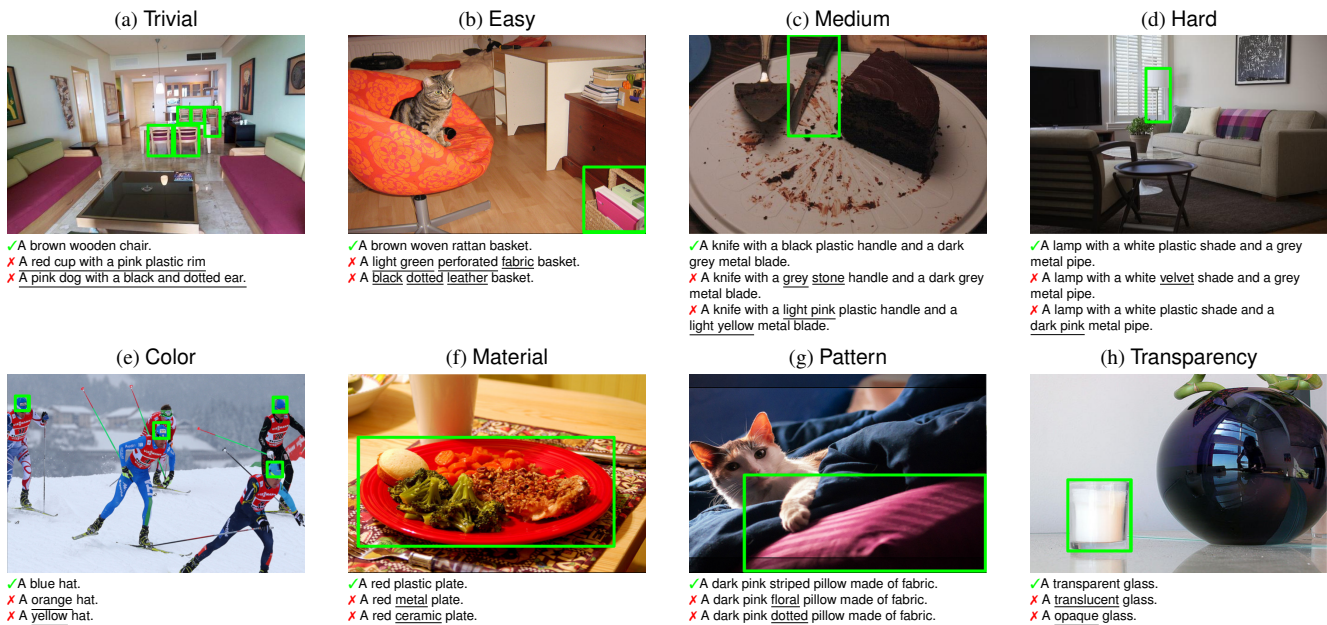 (a) Trivial
✓A brown wooden chair.
✗ A red cup with a pink plastic rim
✗ A pink dog with a black and dotted ear.
(b) Easy
✓A brown woven rattan basket.
✗ A light green perforated fabric basket.
✗ A black dotted leather basket.
(c) Medium
✓A knife with a black plastic handle and a dark
grey metal blade.
✗ A knife with a grey stone handle and a dark grey
metal blade.
✗ A knife with a light pink plastic handle and a
light yellow metal blade.
(d) Hard
✓A lamp with a white plastic shade and a grey
metal pipe.
✗ A lamp with a white velvet shade and a grey
metal pipe.
✗ A lamp with a white plastic shade and a
dark pink metal pipe.
(e) Color
✓A blue hat.
✗ A orange hat.
✗ A yellow hat.
(f) Material
✓A red plastic plate.
✗ A red metal plate.
✗ A red ceramic plate.
(g) Pattern
✓A dark pink striped pillow made of fabric.
✗ A dark pink floral pillow made of fabric.
✗ A dark pink dotted pillow made of fabric.
(h) Transparency
✓A transparent glass.
✗ A translucent glass.
✗ A opaque glass.